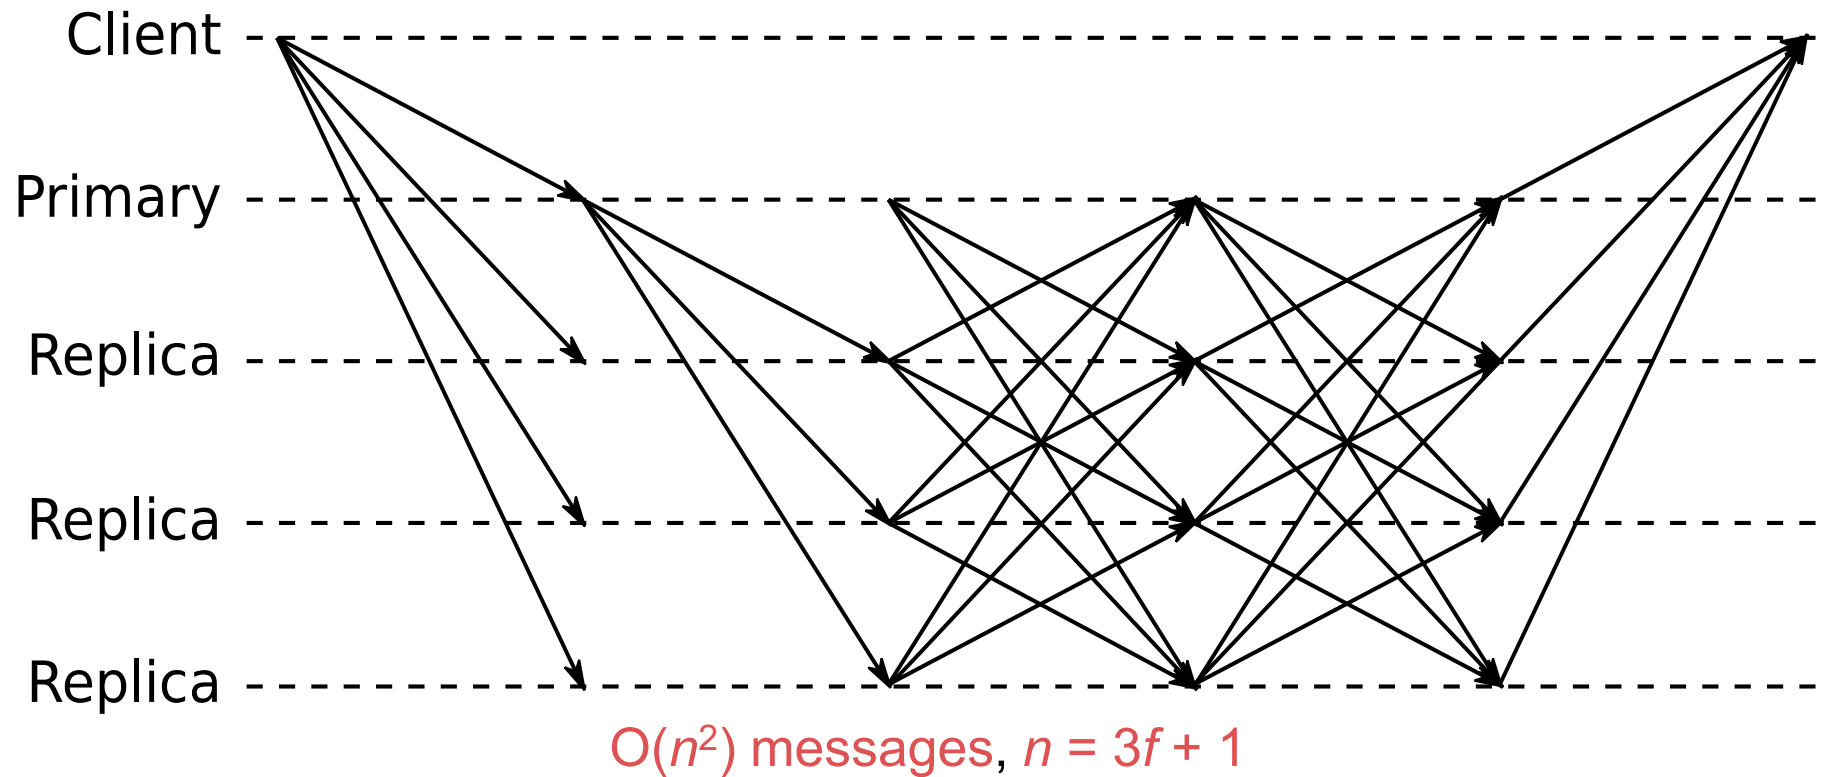 Client
Primary
Replica
Replica
Replica
O(n²) messages, n = 3f + 1